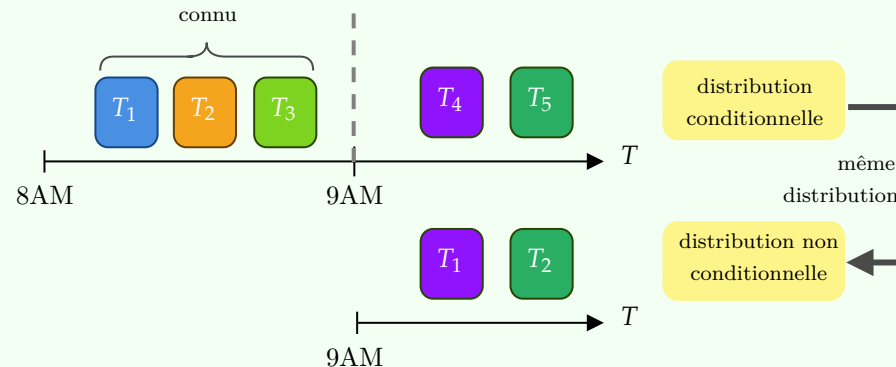 connu
T1 T2 T3 T4 T5
distribution
conditionnelle
T
8AM 9AM
même
distribution
T1 T2
distribution non
conditionnelle
T
9AM